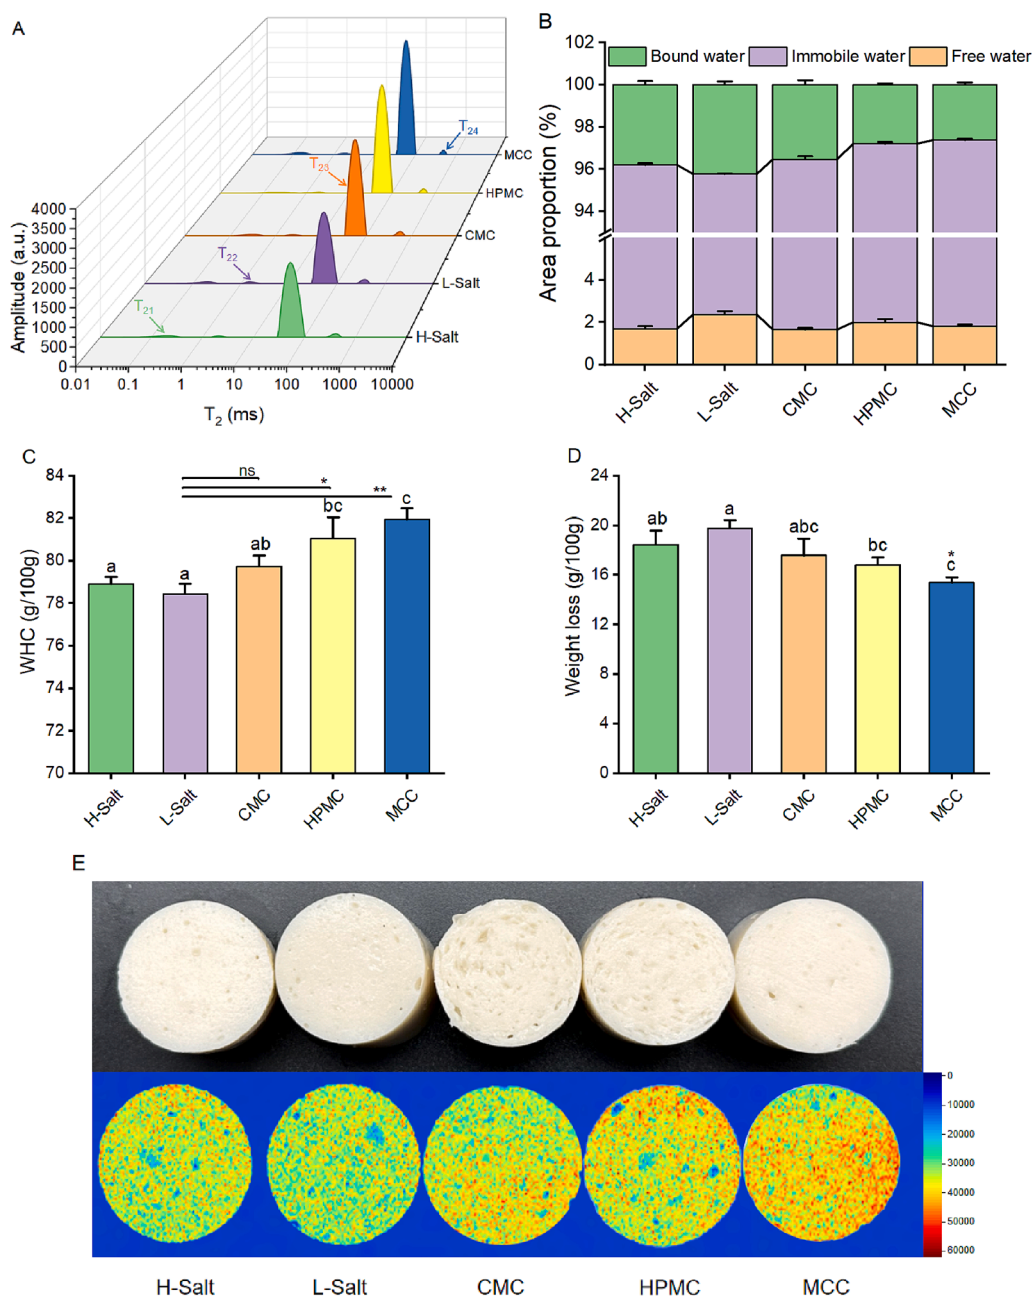 A
T24
MCC
T23
HPMC
CMC
T22
L-Salt
T21
H-Salt
Amplitude (a.u.)
4000
3500
3000
2500
2000
1500
1000
500
0
0.01 0.1 1 10 100 1000 10000
T2 (ms)
B
Bound water Immobile water Free water
Area proportion (%)
102
100
98
96
94
4
2
0
H-Salt L-Salt CMC HPMC MCC
C
WHC (g/100g)
84
82
80
78
76
74
72
70
ns
*
**
a a ab bc c
H-Salt L-Salt CMC HPMC MCC
D
Weight loss (g/100g)
24
20
16
12
8
4
0
ab a abc bc * c
H-Salt L-Salt CMC HPMC MCC
E
0
10000
20000
30000
40000
50000
60000
H-Salt L-Salt CMC HPMC MCC